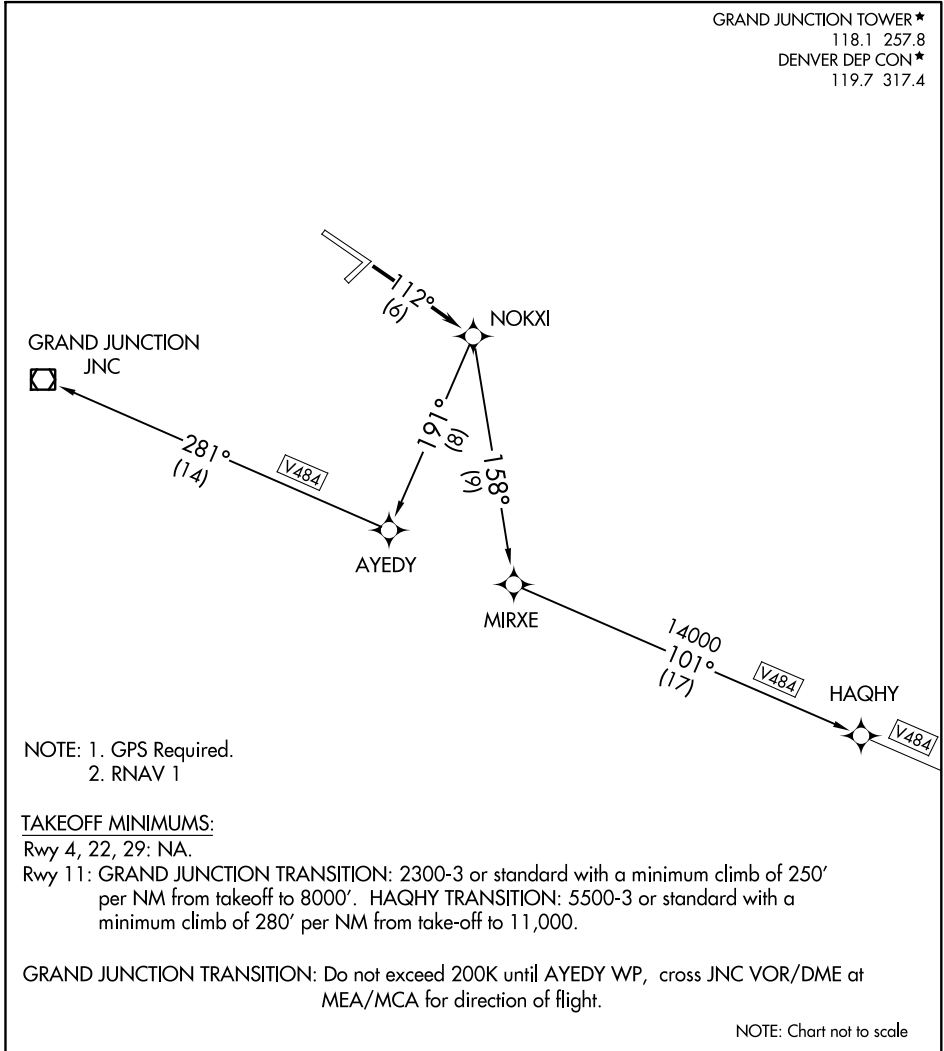 GRAND JUNCTION TOWER★
118.1 257.8
DENVER DEP CON★
119.7 317.4
112°
(6)
NOKXI
GRAND JUNCTION
JNC
191°
(8)
281°
(14)
V484
158°
(9)
AYEDY
MIRXE
14000
101°
(17)
V484
HAQHY
V484
NOTE: 1. GPS Required.
2. RNAV 1
TAKEOFF MINIMUMS:
Rwy 4, 22, 29: NA.
Rwy 11: GRAND JUNCTION TRANSITION: 2300-3 or standard with a minimum climb of 250′
per NM from takeoff to 8000′. HAQHY TRANSITION: 5500-3 or standard with a
minimum climb of 280′ per NM from take-off to 11,000.
GRAND JUNCTION TRANSITION: Do not exceed 200K until AYEDY WP, cross JNC VOR/DME at
MEA/MCA for direction of flight.
NOTE: Chart not to scale